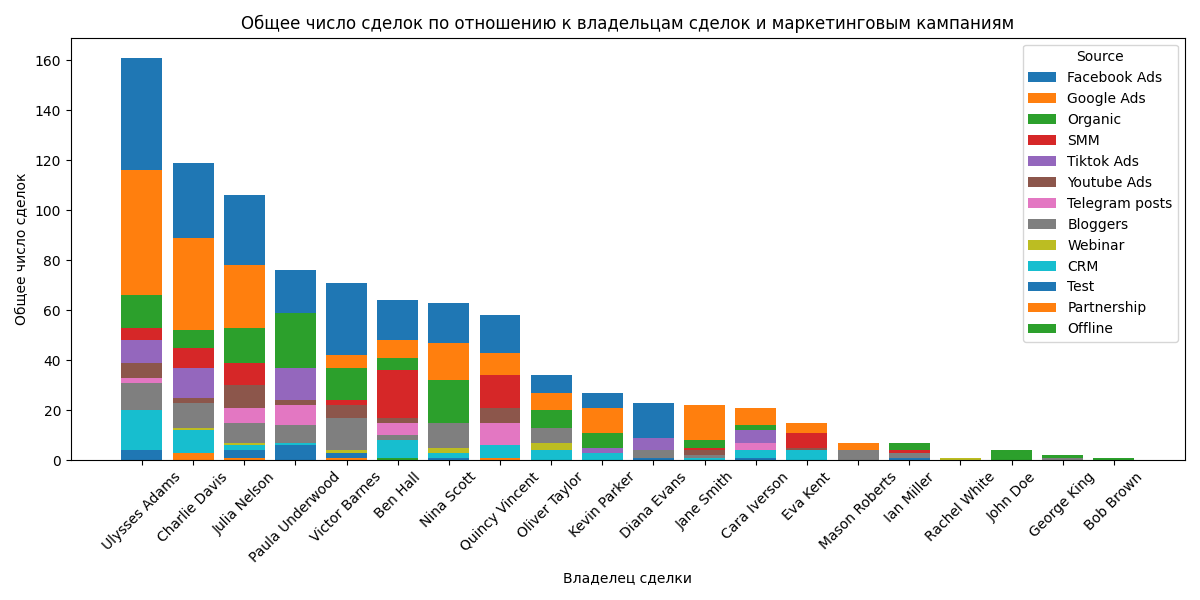 Общее число сделок по отношению к владельцам сделок и маркетинговым кампаниям
Общее число сделок
160
140
120
100
80
60
40
20
0
Source
Facebook Ads
Google Ads
Organic
SMM
Tiktok Ads
Youtube Ads
Telegram posts
Bloggers
Webinar
CRM
Test
Partnership
Offline
Ulysses Adams
Charlie Davis
Julia Nelson
Paula Underwood
Victor Barnes
Ben Hall
Nina Scott
Quincy Vincent
Oliver Taylor
Kevin Parker
Diana Evans
Jane Smith
Cara Iverson
Eva Kent
Mason Roberts
Ian Miller
Rachel White
John Doe
George King
Bob Brown
Владелец сделки